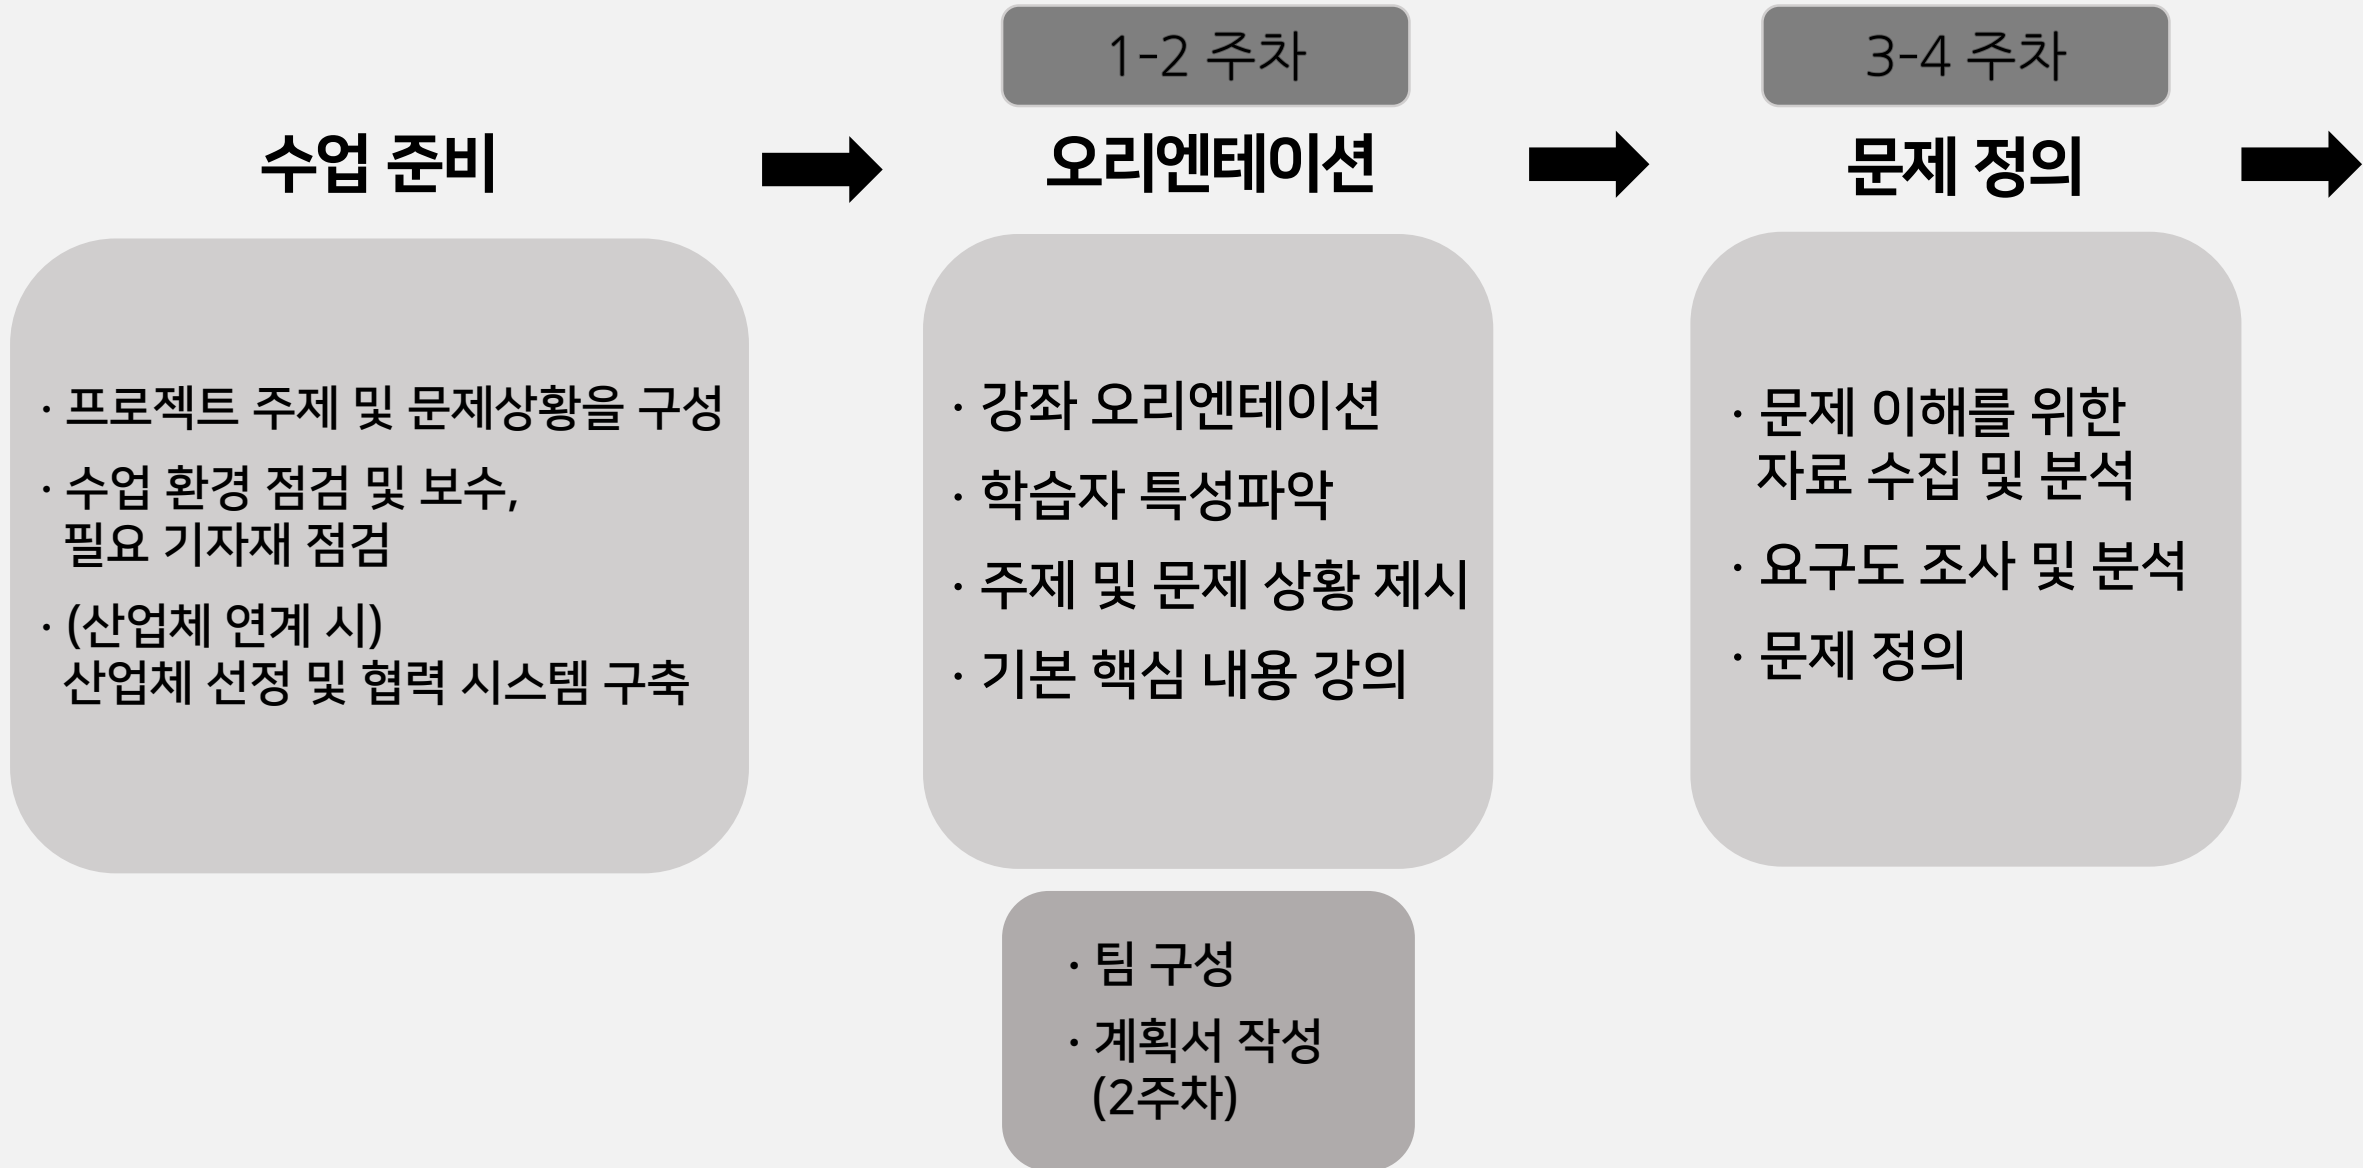 수업 준비
· 프로젝트 주제 및 문제상황을 구성
· 수업 환경 점검 및 보수,
필요 기자재 점검
· (산업체 연계 시)
산업체 선정 및 협력 시스템 구축
1-2 주차
오리엔테이션
· 강좌 오리엔테이션
· 학습자 특성파악
· 주제 및 문제 상황 제시
· 기본 핵심 내용 강의
· 팀 구성
· 계획서 작성
(2주차)
3-4 주차
문제 정의
· 문제 이해를 위한
자료 수집 및 분석
· 요구도 조사 및 분석
· 문제 정의